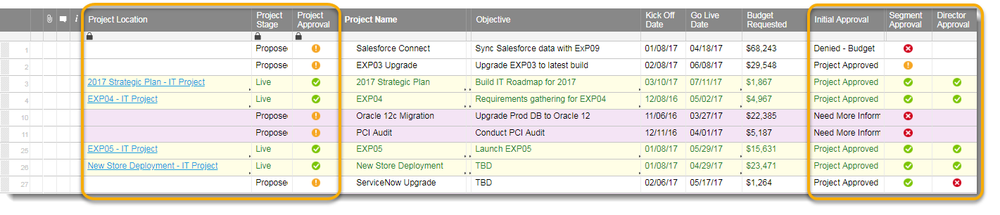 i Project Location Project Stage Project Approval Project Name Objective Kick Off Date Go Live Date Budget Requested Initial Approval Segment Approval Director Approval
1 Propose Salesforce Connect Sync Salesforce data with ExP09 01/08/17 04/18/17 $68,243 Denied - Budget
2 Propose EXP03 Upgrade Upgrade EXP03 to latest build 02/08/17 06/08/17 $29,548 Project Approved
3 2017 Strategic Plan - IT Project Live 2017 Strategic Plan Build IT Roadmap for 2017 03/10/17 07/11/17 $1,867 Project Approved
4 EXP04 - IT Project Live EXP04 Requirements gathering for EXP04 12/08/16 05/02/17 $4,967 Project Approved
10 Propose Oracle 12c Migration Upgrade Prod DB to Oracle 12 11/06/16 03/27/17 $22,385 Need More Inform
11 Propose PCI Audit Conduct PCI Audit 12/11/16 04/01/17 $5,187 Need More Inform
25 EXP05 - IT Project Live EXP05 Launch EXP05 01/08/17 05/29/17 $15,631 Project Approved
26 New Store Deployment - IT Project Live New Store Deployment TBD 01/08/17 04/29/17 $23,471 Project Approved
27 Propose ServiceNow Upgrade TBD 02/06/17 05/17/17 $1,264 Project Approved